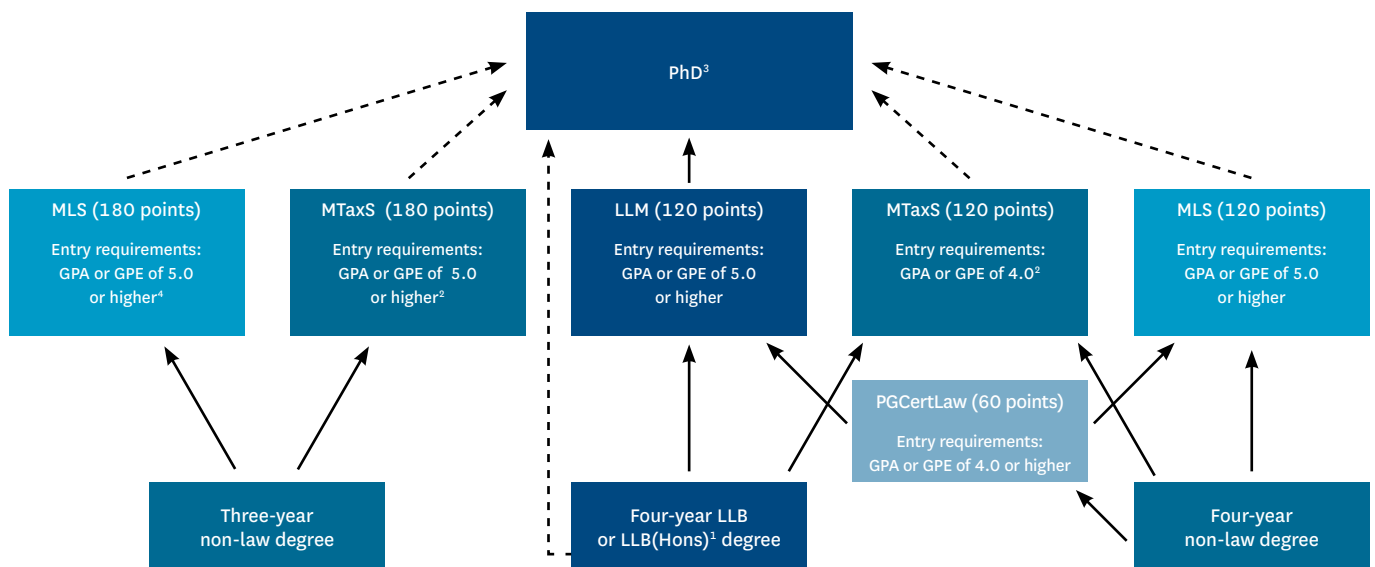 PhD³
MLS (180 points)
Entry requirements:
GPA or GPE of 5.0
or higher⁴
MTaxS (180 points)
Entry requirements:
GPA or GPE of 5.0
or higher²
LLM (120 points)
Entry requirements:
GPA or GPE of 5.0
or higher
MTaxS (120 points)
Entry requirements:
GPA or GPE of 4.0²
MLS (120 points)
Entry requirements:
GPA or GPE of 5.0
or higher
PGCertLaw (60 points)
Entry requirements:
GPA or GPE of 4.0 or higher
Three-year
non-law degree
Four-year LLB
or LLB(Hons)¹ degree
Four-year
non-law degree